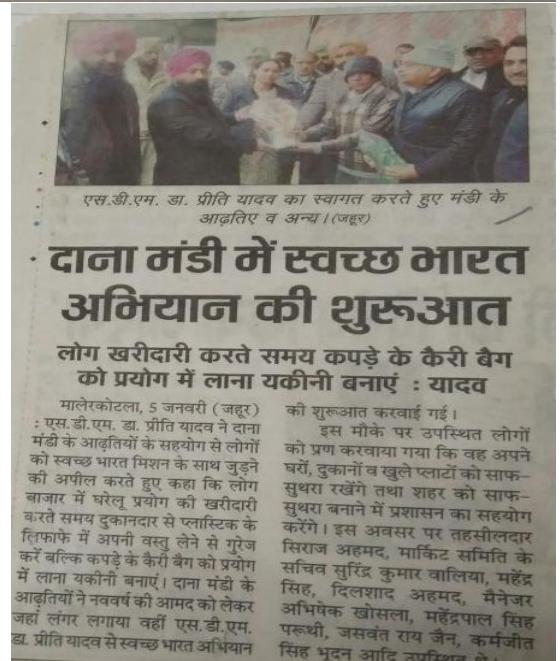 एस.डी.एम. डा. प्रीति यादव का स्वागत करते हुए मंडी के
आढ़तिए व अन्य। (जहूर)
दाना मंडी में स्वच्छ भारत
अभियान की शुरूआत
लोग खरीदारी करते समय कपड़े के कैरी बैग
को प्रयोग में लाना यकीनी बनाएं : यादव
मालेरकोटला, 5 जनवरी (जहूर)
: एस.डी.एम. डा. प्रीति यादव ने दाना
मंडी के आढ़तियों के सहयोग से लोगों
को स्वच्छ भारत मिशन के साथ जुड़ने
की अपील करते हुए कहा कि लोग
बाजार में घरेलू प्रयोग की खरीदारी
करते समय दुकानदार से प्लास्टिक के
लिफाफे में अपनी वस्तु लेने से गुरेज
करें बल्कि कपड़े के कैरी बैग को प्रयोग
में लाना यकीनी बनाएं। दाना मंडी के
आढ़तियों ने नववर्ष की आमद को लेकर
जहां लंगर लगाया वहीं एस.डी.एम.
डा. प्रीति यादव से स्वच्छ भारत अभियान
की शुरूआत करवाई गई।
इस मौके पर उपस्थित लोगों
को प्रण करवाया गया कि वह अपने
घरों, दुकानों व खुले प्लाटों को साफ-
सुथरा रखेंगे तथा शहर को साफ-
सुथरा बनाने में प्रशासन का सहयोग
करेंगे। इस अवसर पर तहसीलदार
सिराज अहमद, मार्किट समिति के
सचिव सुरिंद्र कुमार वालिया, महेंद्र
सिंह, दिलशाद अहमद, मैनेजर
अभिषेक खोसला, महेंद्रपाल सिंह
परूथी, जसवंत राय जैन, कर्मजीत
सिंह भूदन आदि उपस्थित थे।